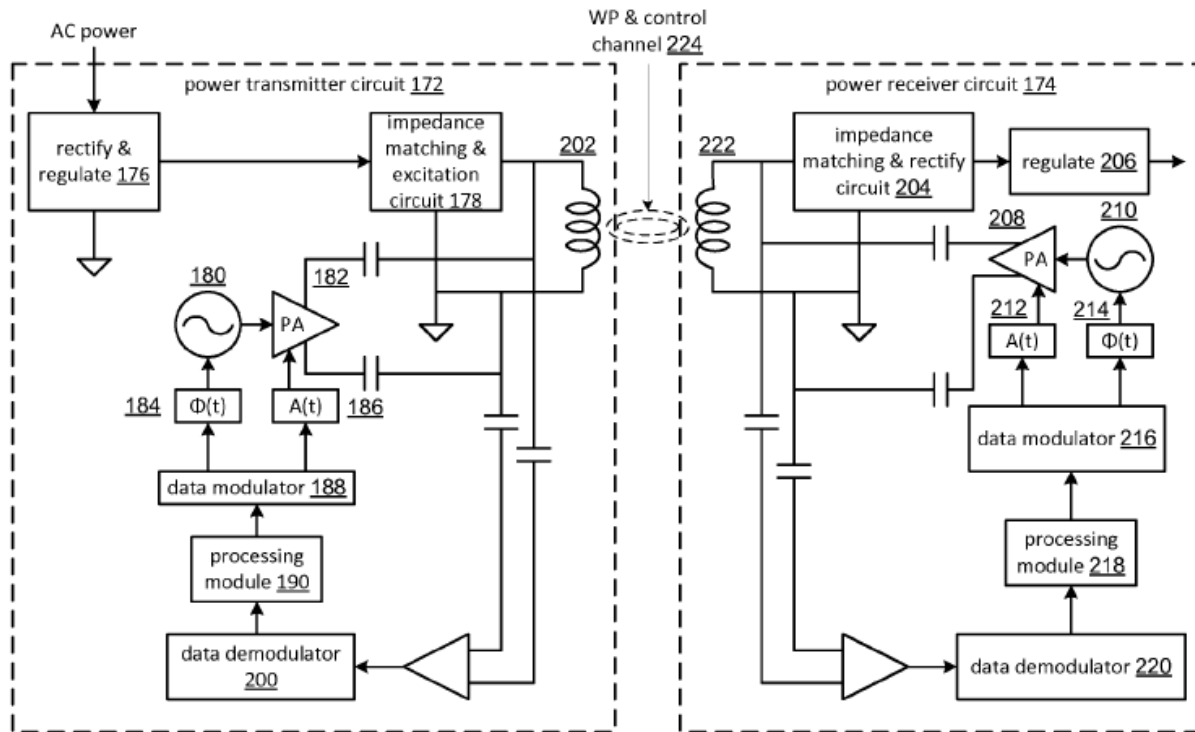 AC power
WP & control
channel 224
power transmitter circuit 172
power receiver circuit 174
rectify &
regulate 176
impedance
matching &
excitation
circuit 178
202
222
impedance
matching & rectify
circuit 204
regulate 206
180
182
PA
208
PA
210
184
Φ(t)
A(t)
186
212
A(t)
214
Φ(t)
data modulator 188
data modulator 216
processing
module 190
processing
module 218
data demodulator
200
data demodulator 220